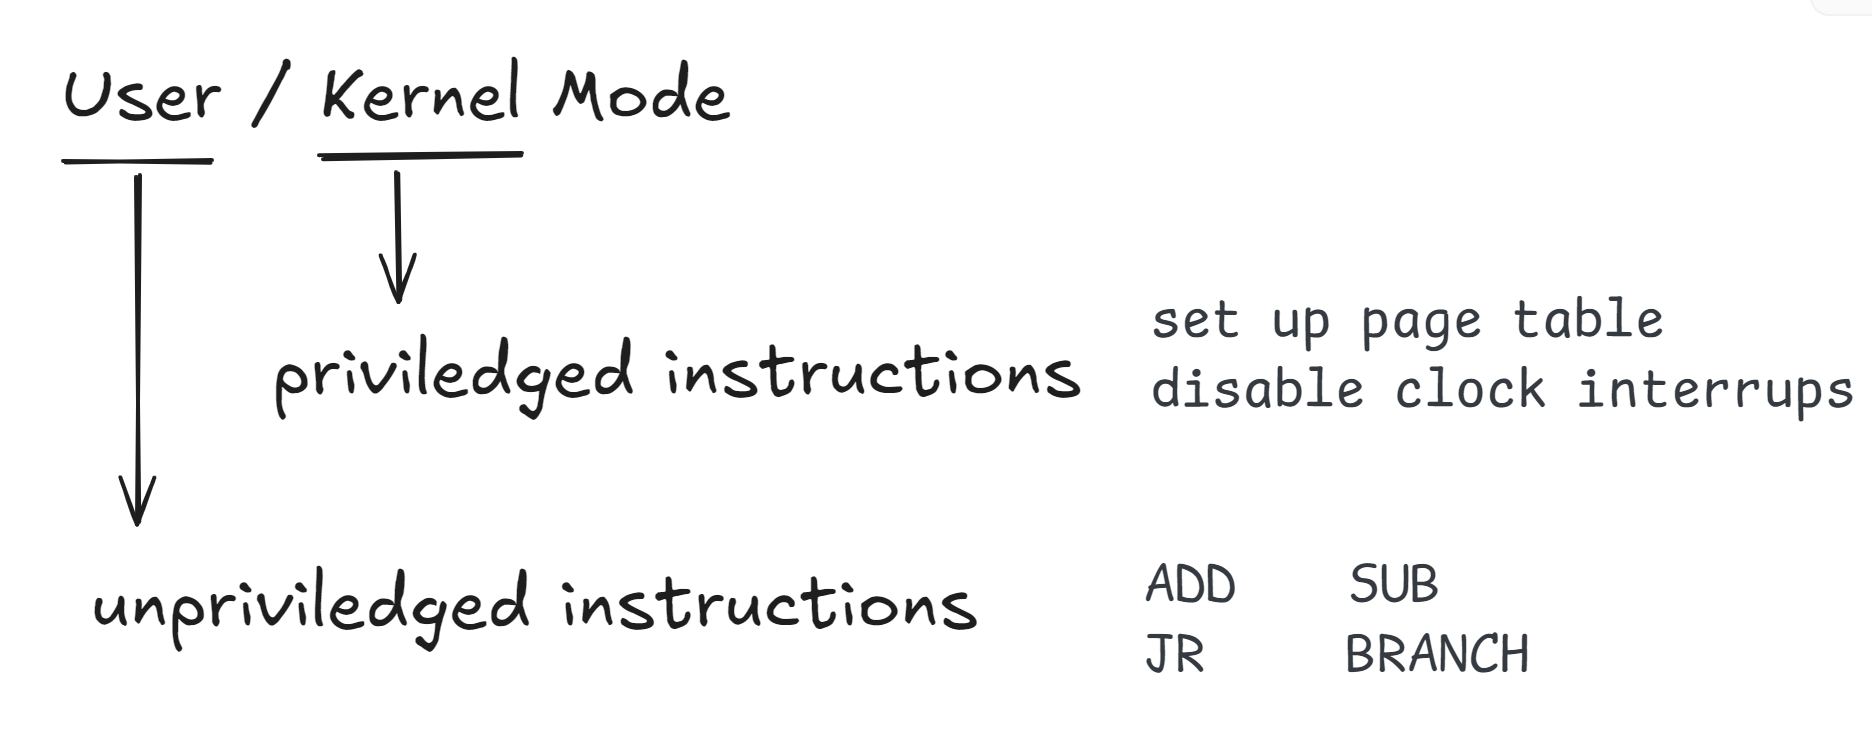 User / Kernel Mode
priviledged instructions
set up page table
disable clock interrups
unpriviledged instructions
ADD SUB
JR BRANCH